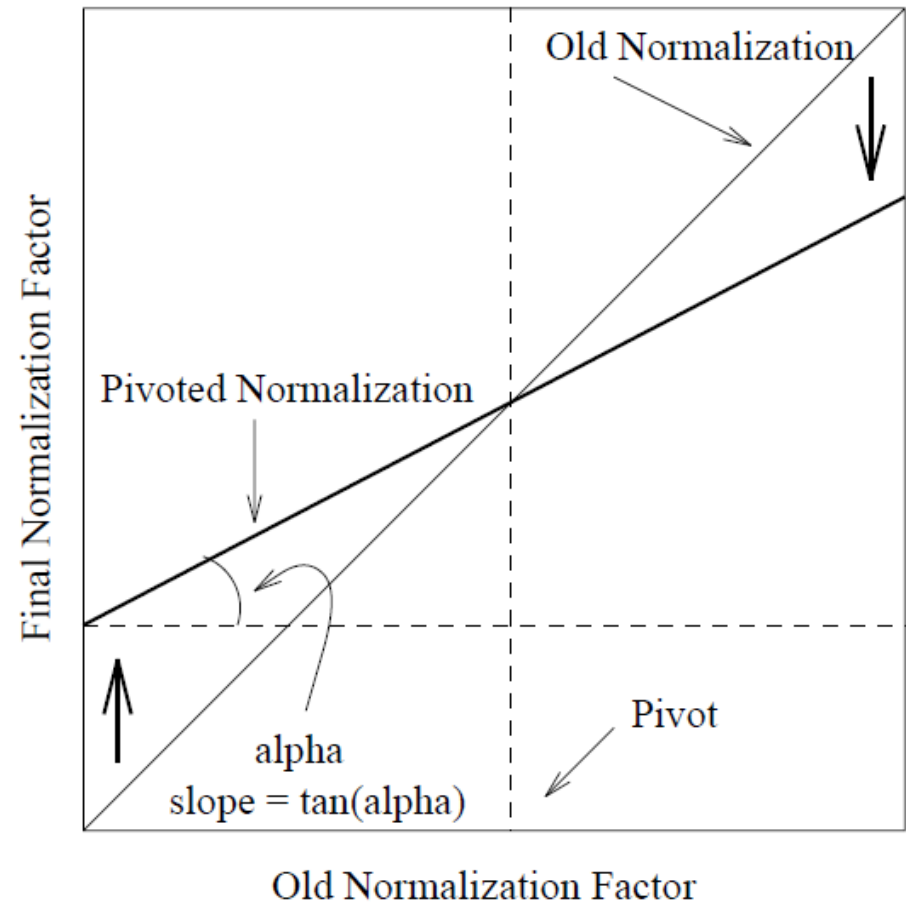 Old Normalization
Final Normalization Factor
Pivoted Normalization
Pivot
alpha
slope = tan(alpha)
Old Normalization Factor